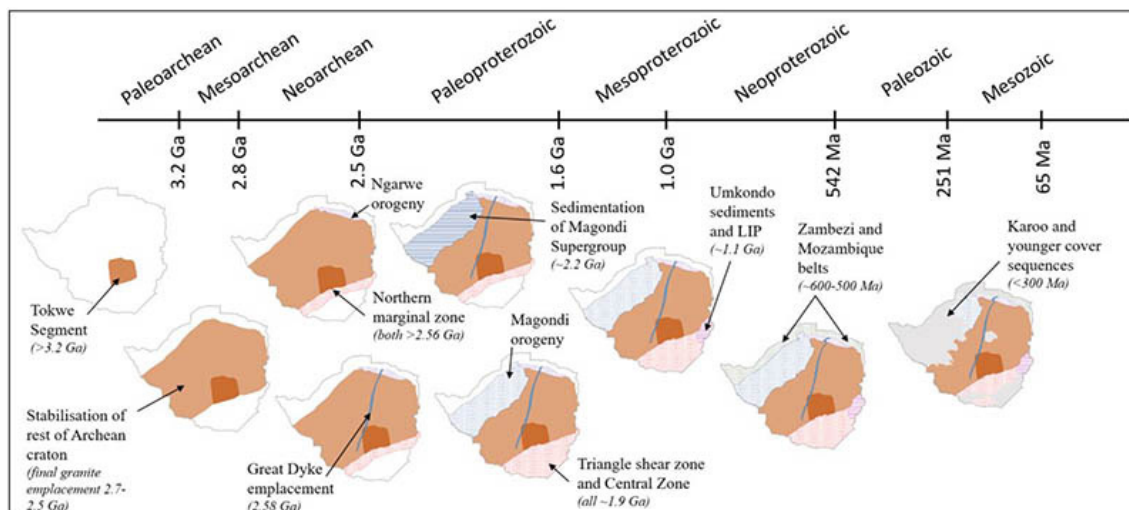 Paleoarchean
Mesoarchean
Neoarchean
Paleoproterozoic
Mesoproterozoic
Neoproterozoic
Paleozoic
Mesozoic
3.2 Ga
2.8 Ga
2.5 Ga
1.6 Ga
1.0 Ga
542 Ma
251 Ma
65 Ma
Tokwe
Segment
(>3.2 Ga)
Stabilisation of
rest of Archean
craton
(final granite
emplacement 2.7-
2.5 Ga)
Ngarwe
orogeny
Northern
marginal zone
(both >2.56 Ga)
Great Dyke
emplacement
(2.58 Ga)
Sedimentation
of Magondi
Supergroup
(~2.2 Ga)
Magondi
orogeny
Triangle shear zone
and Central Zone
(all ~1.9 Ga)
Umkondo
sediments
and LIP
(~1.1 Ga)
Zambezi and
Mozambique
belts
(~600-500 Ma)
Karoo and
younger cover
sequences
(<300 Ma)